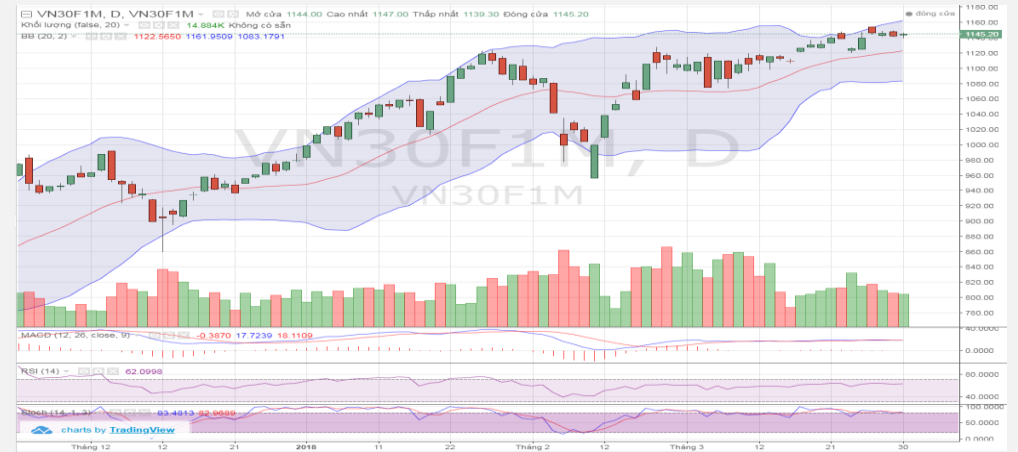 VN30F1M, D, VN30F1M Mở cửa 1144.00 Cao nhất 1147.00 Thấp nhất 1139.30 Đóng cửa 1145.20
đóng cửa
Khối lượng (false, 20) 14.884K Không có sẵn
BB (20, 2) 1122.5650 1161.9509 1083.1791
1180.00
1160.00
1145.20
1120.00
1100.00
1080.00
1060.00
1040.00
1020.00
1000.00
980.00
960.00
940.00
920.00
900.00
880.00
860.00
840.00
820.00
800.00
780.00
760.00
VN30F1M, D
VN30F1M
MACD (12, 26, close, 9) -0.3870 17.7239 18.1109
40.0000
0.0000
RSI (14) 62.0998
80.0000
40.0000
Stoch (14, 1, 3) 83.4813 82.9689
100.0000
50.0000
0.0000
charts by TradingView
Tháng 12 12 21 2018 11 22 Tháng 2 12 Tháng 3 12 21 30